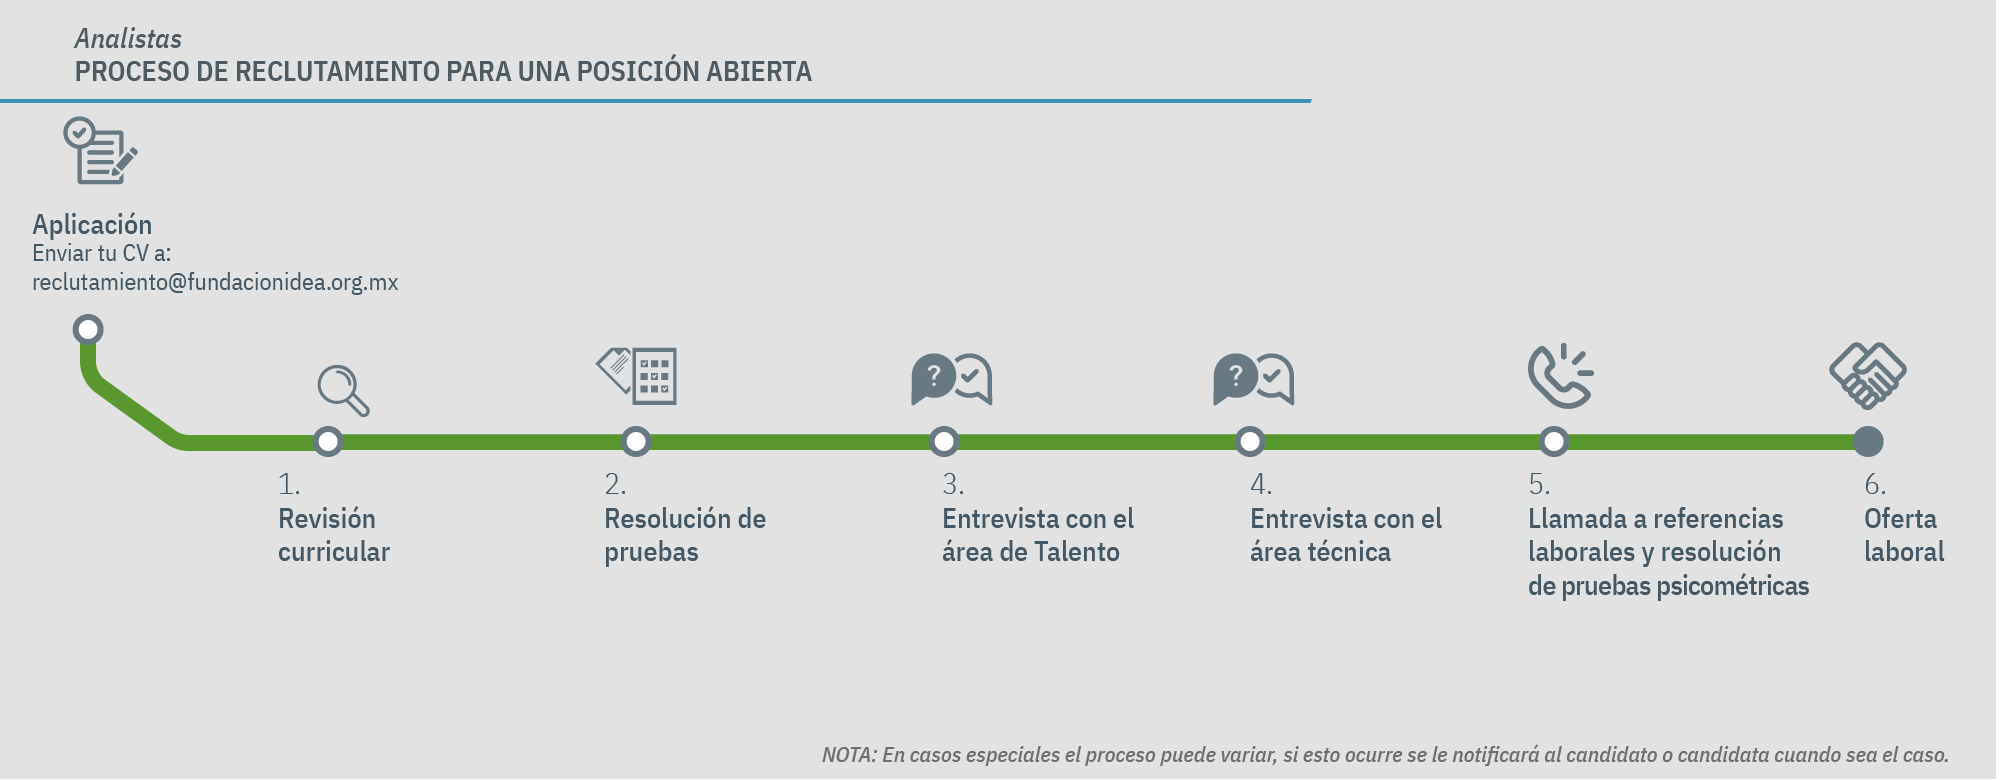 Analistas
PROCESO DE RECLUTAMIENTO PARA UNA POSICIÓN ABIERTA
Aplicación
Enviar tu CV a:
reclutamiento@fundacionidea.org.mx
1.
Revisión
curricular
2.
Resolución de
pruebas
3.
Entrevista con el
área de Talento
4.
Entrevista con el
área técnica
5.
Llamada a referencias
laborales y resolución
de pruebas psicométricas
6.
Oferta
laboral
NOTA: En casos especiales el proceso puede variar, si esto ocurre se le notificará al candidato o candidata cuando sea el caso.